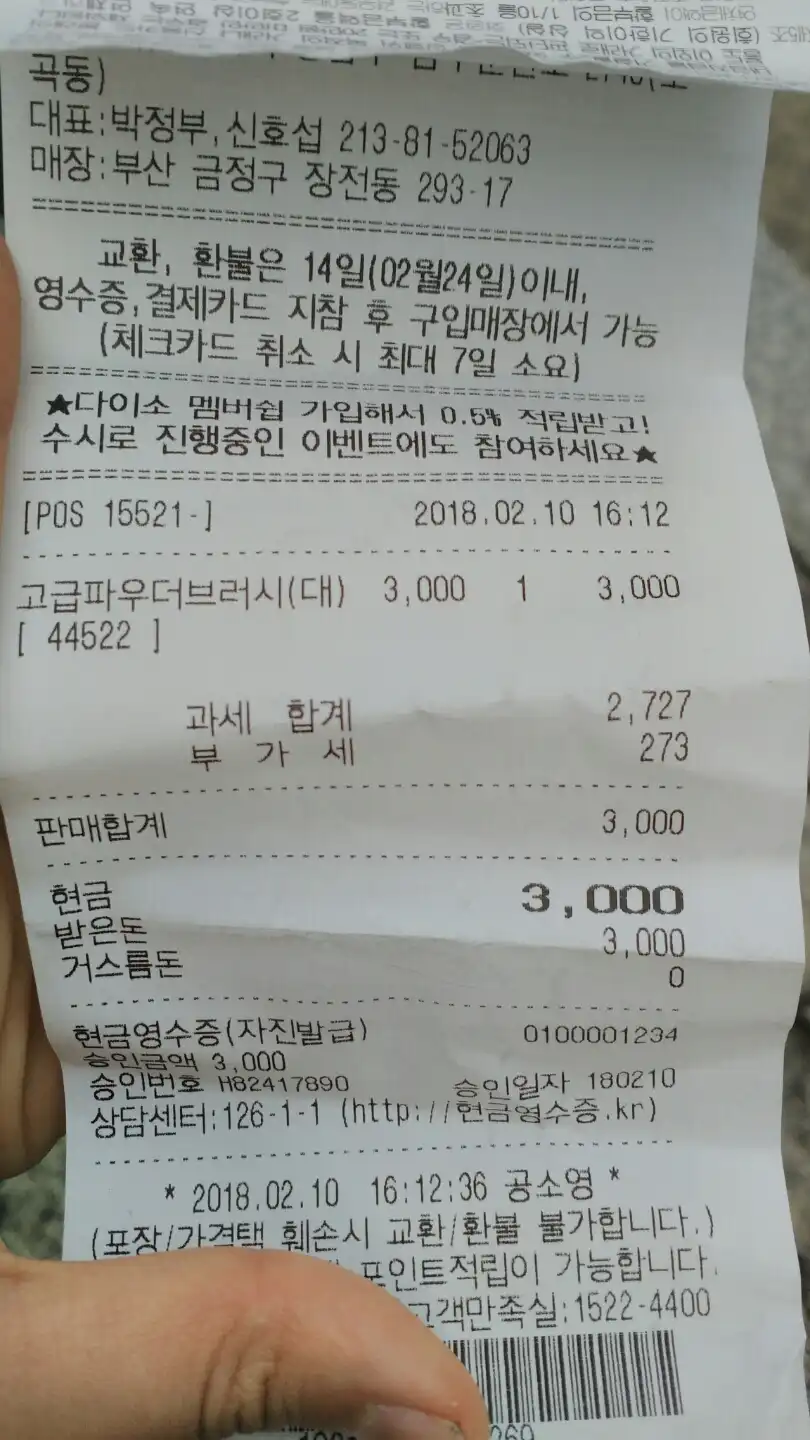 곡동)
대표:박정부,신호섭 213-81-52063
매장:부산 금정구 장전동 293-17
교환, 환불은 14일(02월24일)이내,
영수증,결제카드 지참 후 구입매장에서 가능
(체크카드 취소 시 최대 7일 소요)
★다이소 멤버쉽 가입해서 0.5% 적립받고!
수시로 진행중인 이벤트에도 참여하세요★
[POS 15521-] 2018.02.10 16:12
고급파우더브러시(대) 3,000 1 3,000
[ 44522 ]
과세 합계 2,727
부 가 세 273
판매합계 3,000
현금 3,000
받은돈 3,000
거스름돈 0
현금영수증(자진발급) 0100001234
승인금액 3,000
승인번호 H82417890 승인일자 180210
상담센터:126-1-1 (http://현금영수증.kr)
* 2018.02.10 16:12:36 공소영 *
(포장/가격택 훼손시 교환/환불 불가합니다.)
포인트적립이 가능합니다.
고객만족실:1522-4400